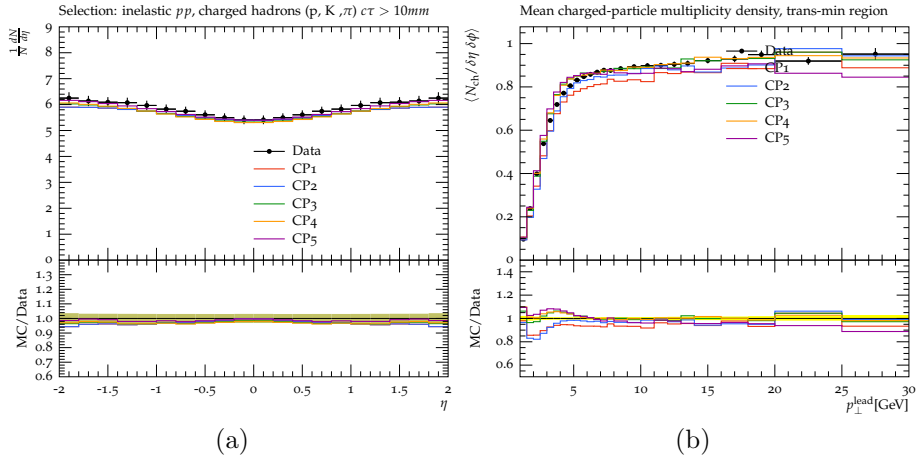 Selection: inelastic pp, charged hadrons (p, K ,π) cτ > 10mm
1/N dN/dη
9
8
7
6
5
4
3
2
1
0
Data
CP1
CP2
CP3
CP4
CP5
MC/Data
1.3
1.2
1.1
1.0
0.9
0.8
0.7
0.6
-2 -1.5 -1 -0.5 0 0.5 1 1.5 2
η
(a)
Mean charged-particle multiplicity density, trans-min region
⟨N_ch/δη δϕ⟩
1
0.8
0.6
0.4
0.2
0
Data
CP1
CP2
CP3
CP4
CP5
MC/Data
1.4
1.2
1
0.8
0.6
5 10 15 20 25 30
p_⊥^lead[GeV]
(b)